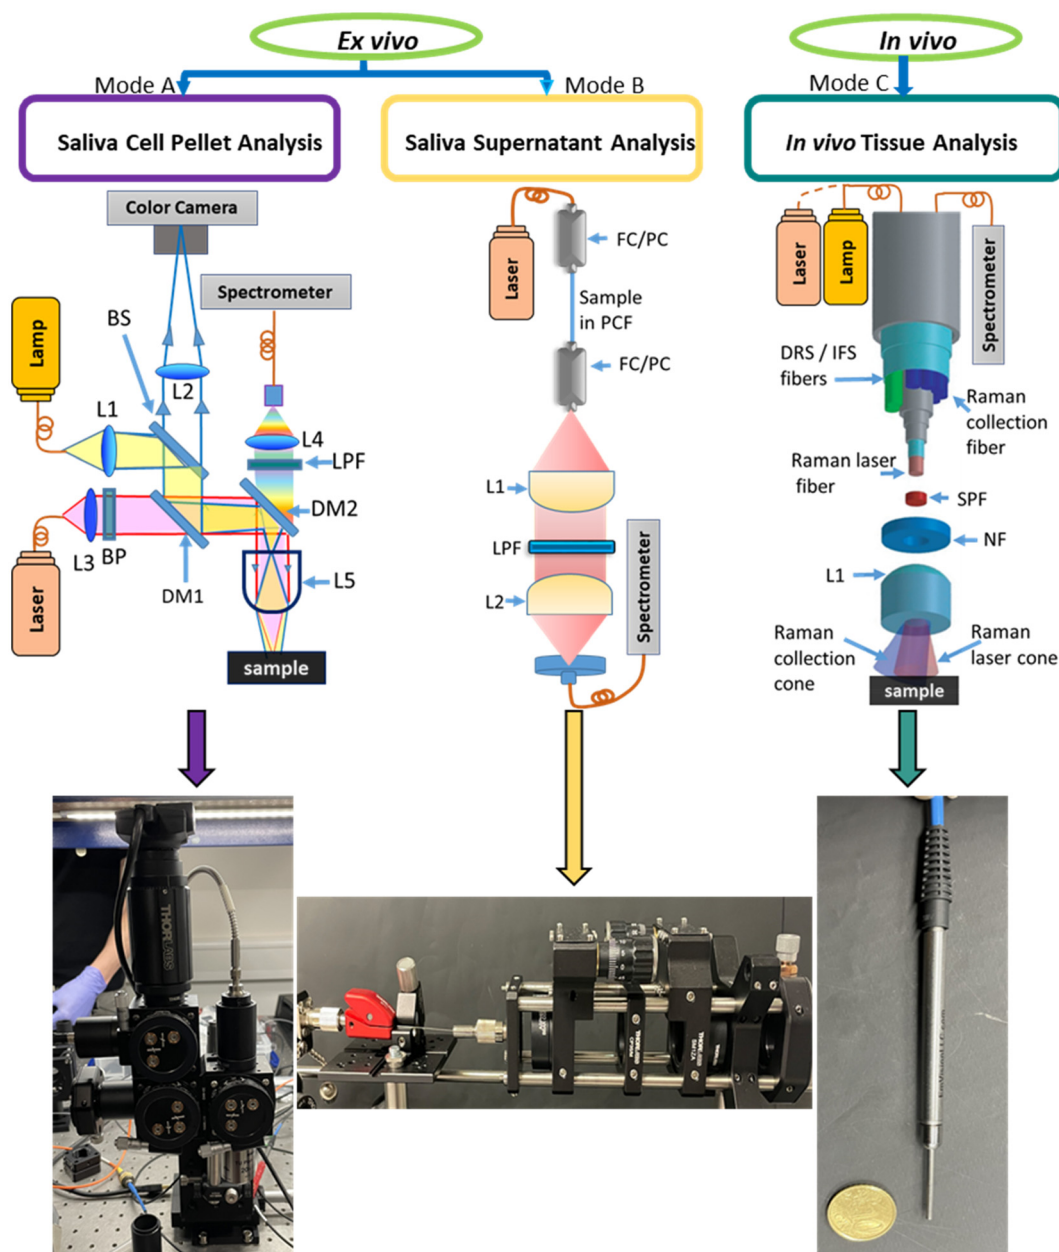 Ex vivo
In vivo
Mode A
Mode B
Mode C
Saliva Cell Pellet Analysis
Saliva Supernatant Analysis
In vivo Tissue Analysis
Color Camera
Spectrometer
Lamp
BS
L2
L1
L4
LPF
DM2
L3
BP
DM1
L5
Laser
sample
Laser
FC/PC
Sample
in PCF
FC/PC
L1
LPF
L2
Spectrometer
Laser
Lamp
Spectrometer
DRS / IFS
fibers
Raman
collection
fiber
Raman laser
fiber
SPF
NF
L1
Raman
collection
cone
Raman
laser cone
sample
THORLABS